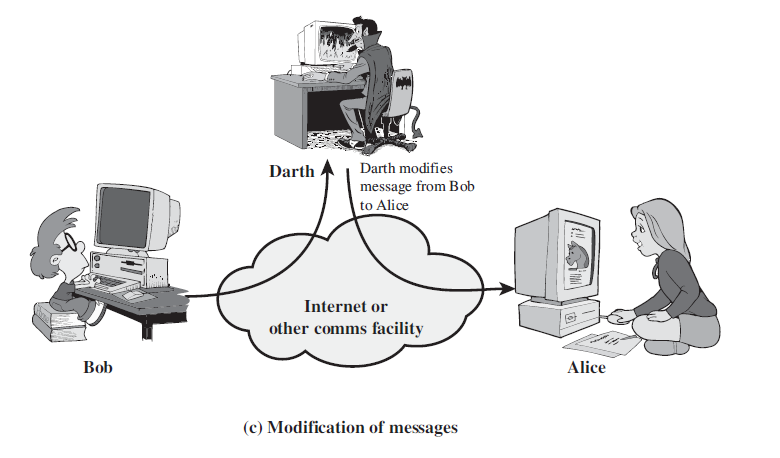 Darth
Darth modifies
message from Bob
to Alice
Internet or
other comms facility
Bob
Alice
(c) Modification of messages